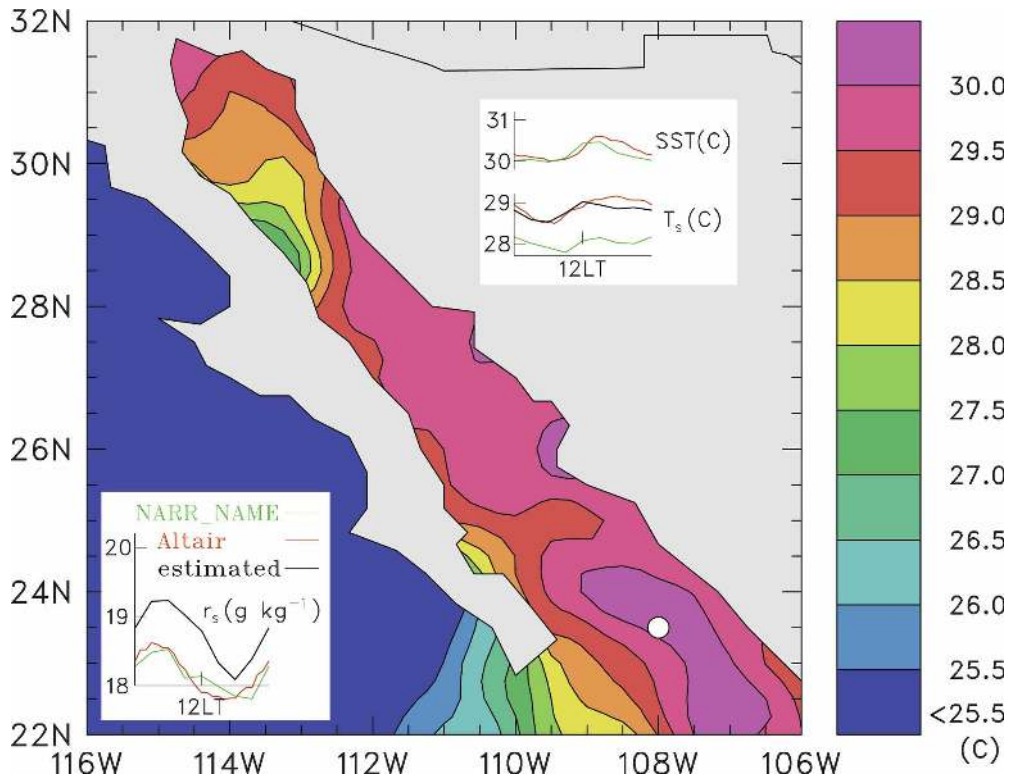 32N
30N
28N
26N
24N
22N
116W 114W 112W 110W 108W 106W
31
30
SST(C)
29
28
Ts(C)
12LT
NARR_NAME
Altair
estimated
20
19
18
rs(g kg⁻¹)
12LT
30.0
29.5
29.0
28.5
28.0
27.5
27.0
26.5
26.0
25.5
<25.5
(C)